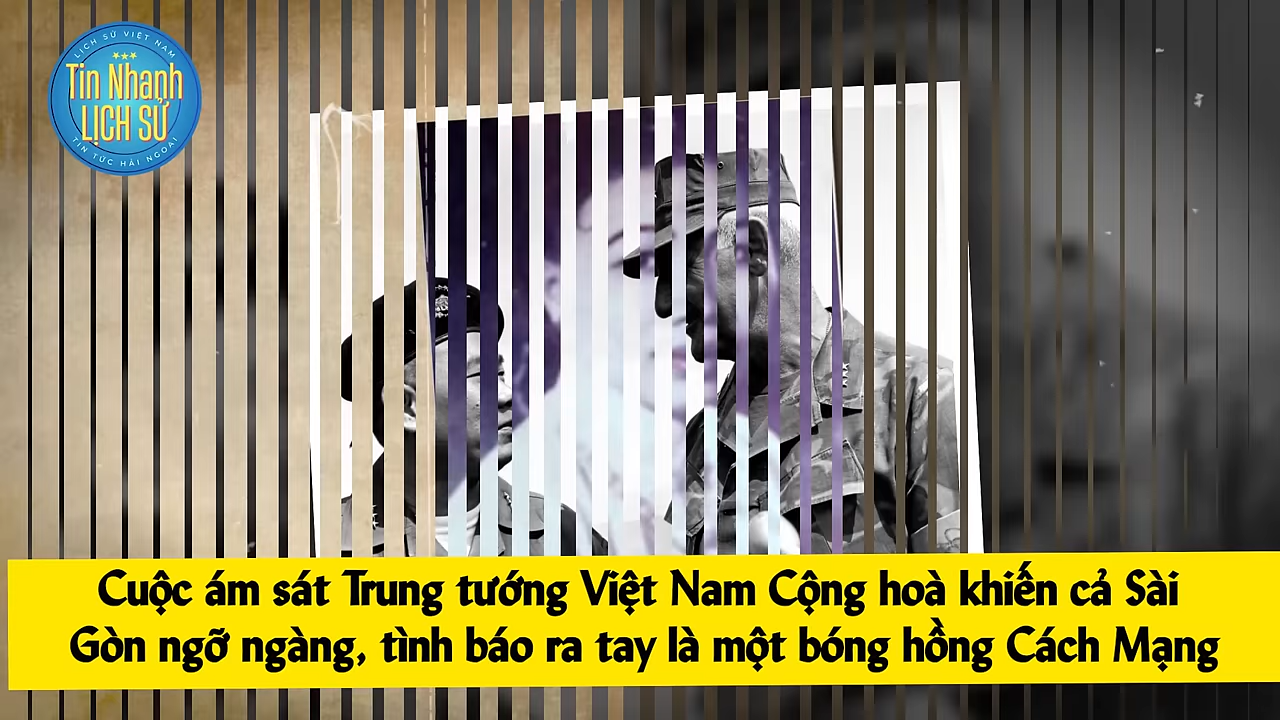 LỊCH SỬ VIỆT NAM
Tin Nhanh
LỊCH SỬ
TIN TỨC HẢI NGOẠI
Cuộc ám sát Trung tướng Việt Nam Cộng hoà khiến cả Sài
Gòn ngỡ ngàng, tình báo ra tay là một bóng hồng Cách Mạng